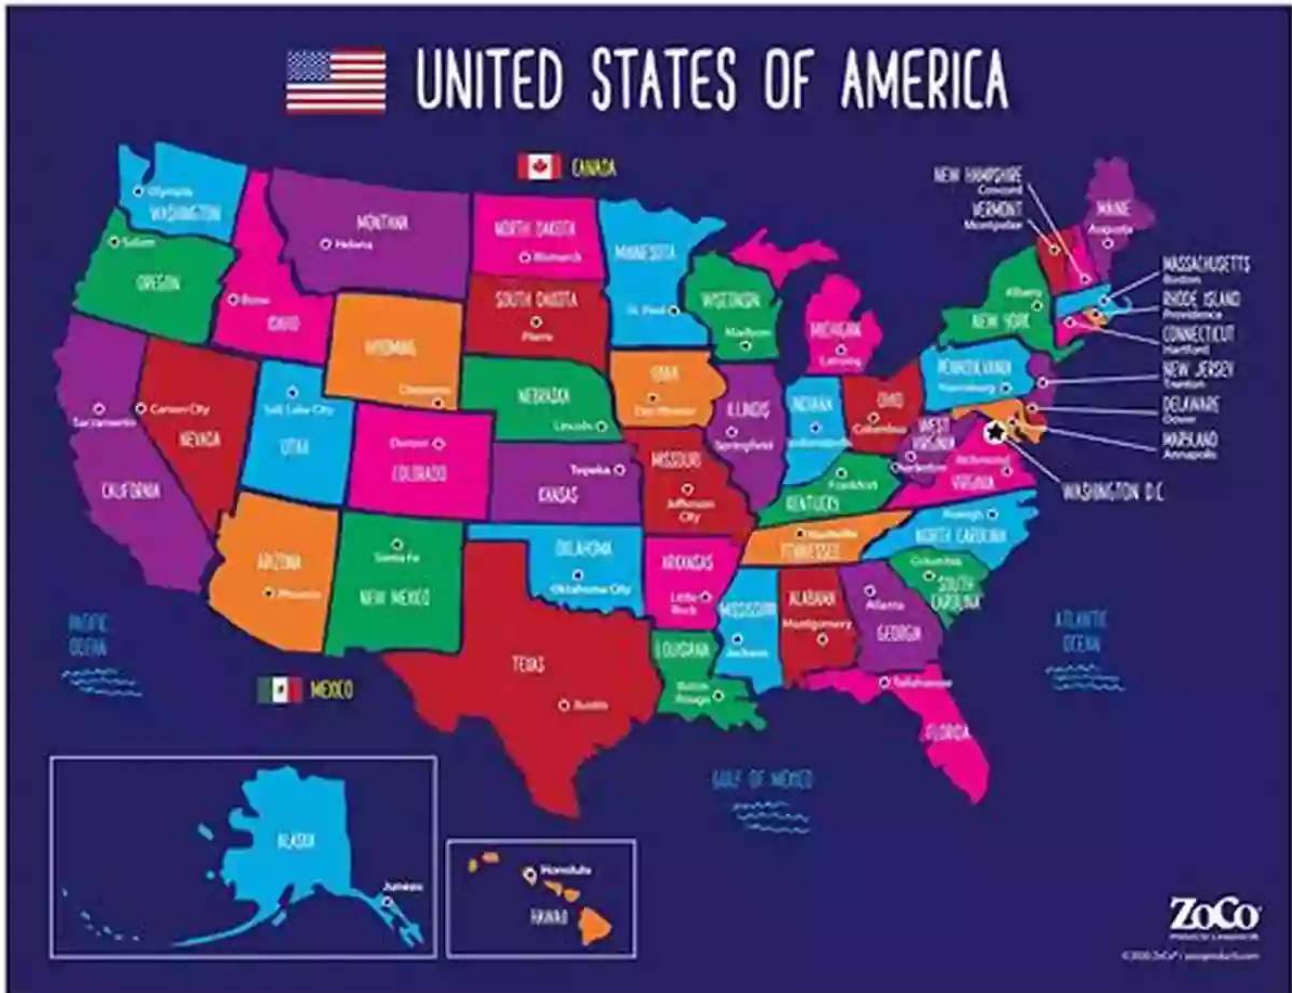 UNITED STATES OF AMERICA
CANADA
NEW HAMPSHIRE
Concord
VERMONT
Montpelier
MAINE
Augusta
Olympia
WASHINGTON
MONTANA
Helena
NORTH DAKOTA
Bismarck
MINNESOTA
St. Paul
Salem
OREGON
Boise
IDAHO
SOUTH DAKOTA
Pierre
WISCONSIN
Madison
MICHIGAN
Lansing
Albany
NEW YORK
MASSACHUSETTS
Boston
RHODE ISLAND
Providence
CONNECTICUT
Hartford
NEW JERSEY
Trenton
DELAWARE
Dover
MARYLAND
Annapolis
WASHINGTON D.C
WYOMING
Cheyenne
NEBRASKA
Lincoln
IOWA
Des Moines
ILLINOIS
Springfield
INDIANA
Indianapolis
OHIO
Columbus
PENNSYLVANIA
Harrisburg
Sacramento
CALIFORNIA
Carson City
NEVADA
Salt Lake City
UTAH
Denver
COLORADO
Topeka
KANSAS
MISSOURI
Jefferson
City
Frankfort
KENTUCKY
WEST
VIRGINIA
Charleston
Richmond
VIRGINIA
ARIZONA
Phoenix
Santa Fe
NEW MEXICO
OKLAHOMA
Oklahoma City
ARKANSAS
Little
Rock
Nashville
TENNESSEE
Raleigh
NORTH CAROLINA
Columbia
SOUTH
CAROLINA
TEXAS
Austin
LOUISIANA
Baton
Rouge
MISSISSIPPI
Jackson
ALABAMA
Montgomery
Atlanta
GEORGIA
Tallahassee
FLORIDA
PACIFIC
OCEAN
ATLANTIC
OCEAN
MEXICO
GULF OF MEXICO
ALASKA
Juneau
Honolulu
HAWAII
ZoCo